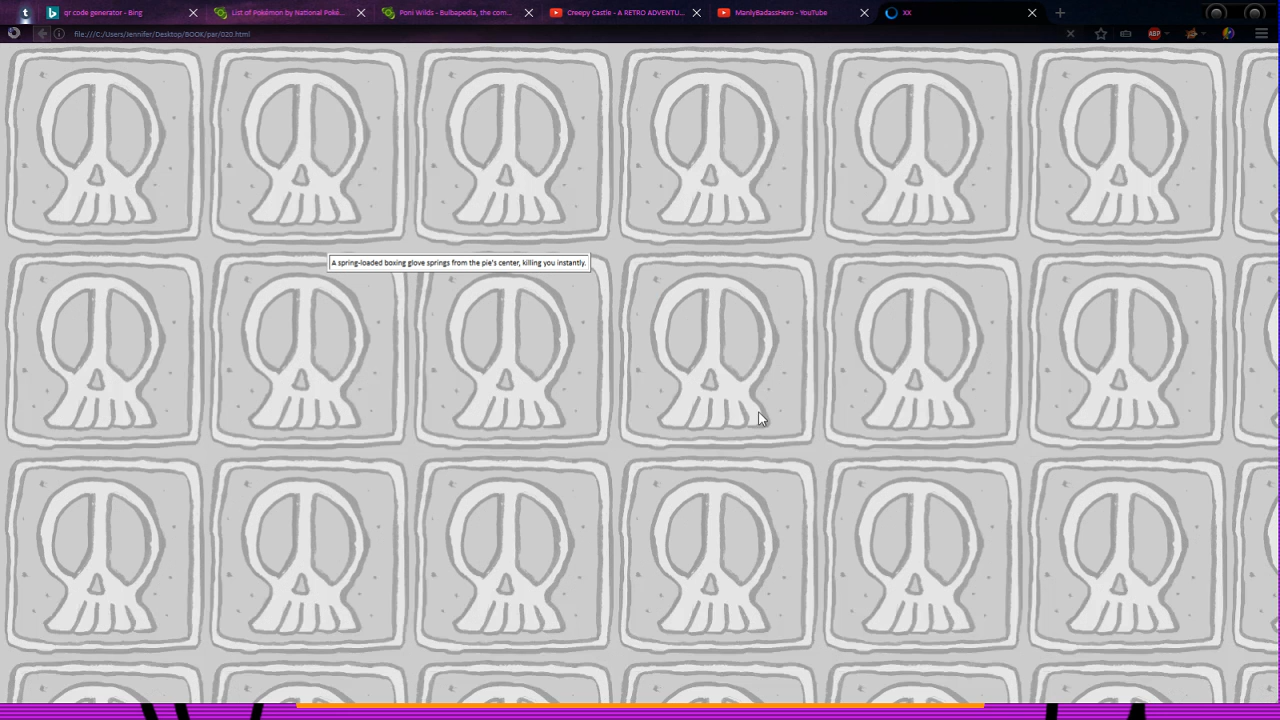 qr code generator - Bing
List of Pokémon by National Poké...
Poni Wilds - Bulbapedia, the com...
Creepy Castle - A RETRO ADVENTU...
ManlyBadassHero - YouTube
XX
file:///C:/Users/Jennifer/Desktop/BOOK/par/020.html
ABP
A spring-loaded boxing glove springs from the pie's center, killing you instantly.